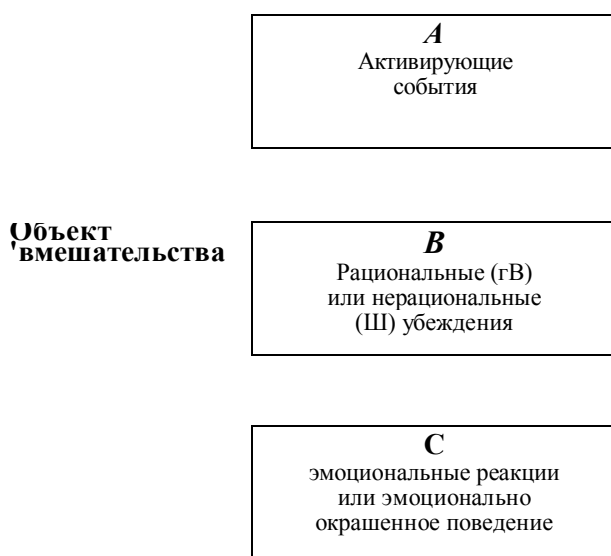 A
Активирующие
события
Объект
'вмешательства
B
Рациональные (гВ)
или нерациональные
(Ш) убеждения
C
эмоциональные реакции
или эмоционально
окрашенное поведение